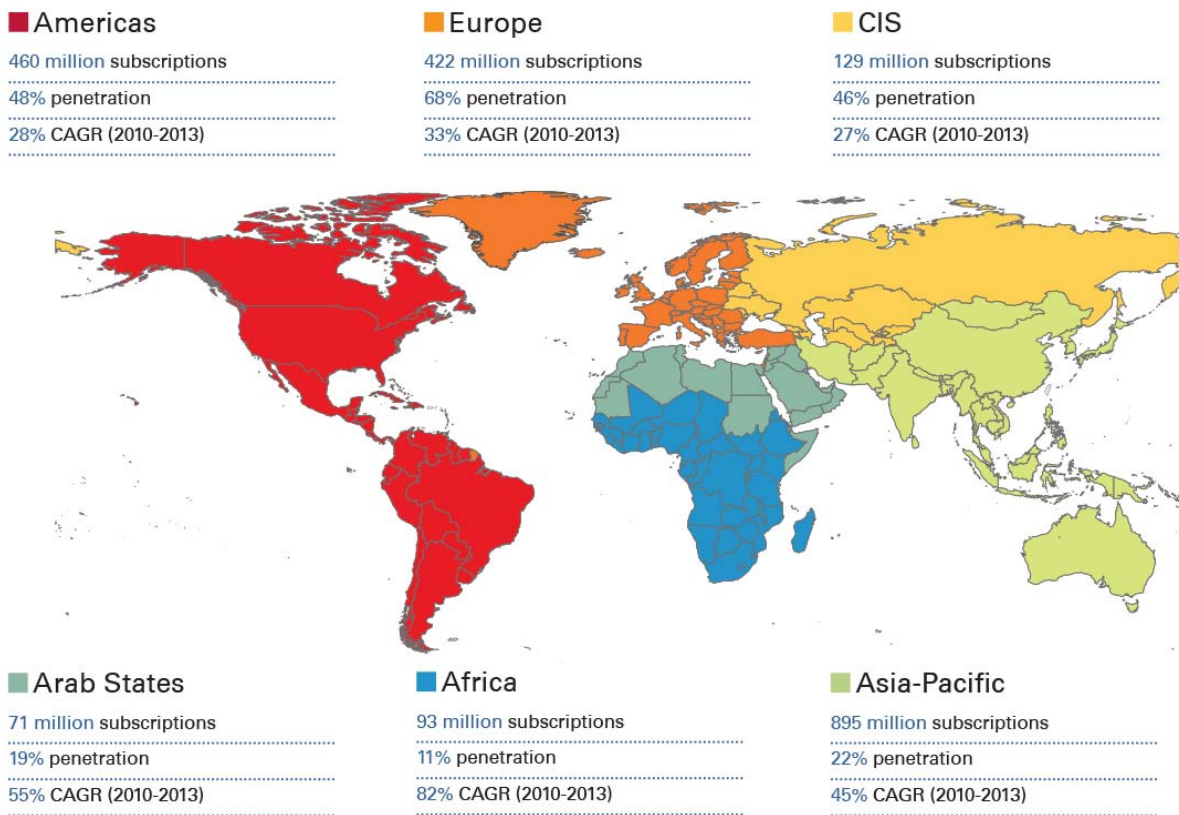 Americas
460 million subscriptions
48% penetration
28% CAGR (2010-2013)
Europe
422 million subscriptions
68% penetration
33% CAGR (2010-2013)
CIS
129 million subscriptions
46% penetration
27% CAGR (2010-2013)
Arab States
71 million subscriptions
19% penetration
55% CAGR (2010-2013)
Africa
93 million subscriptions
11% penetration
82% CAGR (2010-2013)
Asia-Pacific
895 million subscriptions
22% penetration
45% CAGR (2010-2013)